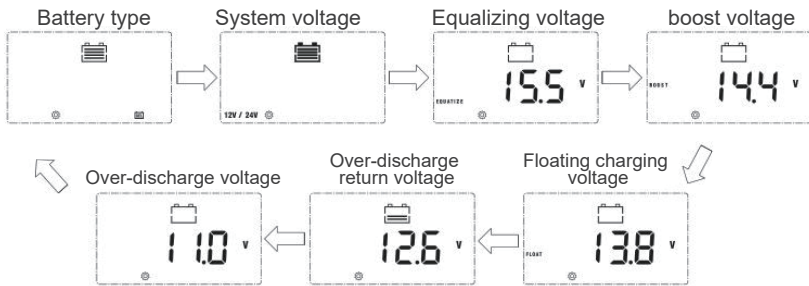 Battery type
System voltage
Equalizing voltage
boost voltage
12V / 24V
EQUALIZE
15.5 V
BOOST
14.4 V
Over-discharge voltage
Over-discharge
return voltage
Floating charging
voltage
11.0 V
12.6 V
FLOAT
13.8 V